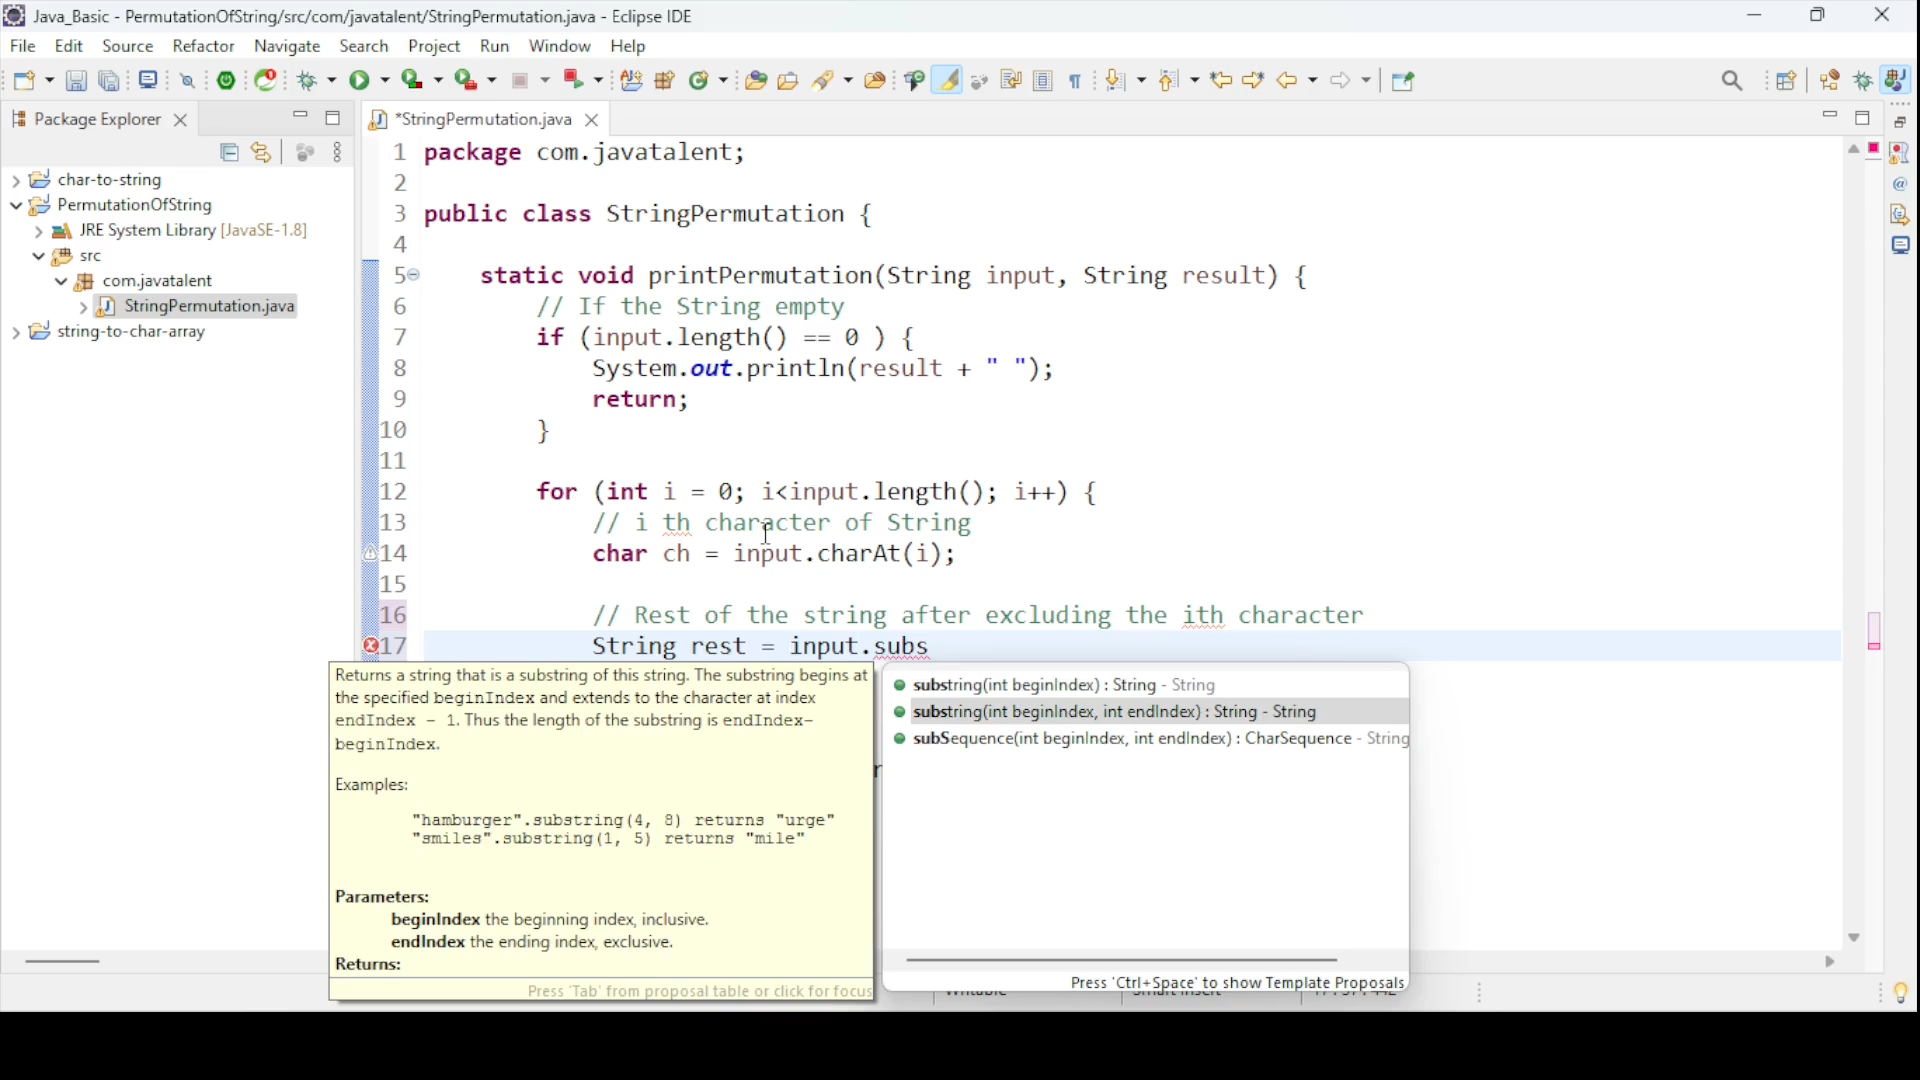 Java_Basic - PermutationOfString/src/com/javatalent/StringPermutation.java - Eclipse IDE
File Edit Source Refactor Navigate Search Project Run Window Help
Package Explorer
*StringPermutation.java
char-to-string
PermutationOfString
JRE System Library [JavaSE-1.8]
src
com.javatalent
StringPermutation.java
string-to-char-array
1 package com.javatalent;
2
3 public class StringPermutation {
4
5 static void printPermutation(String input, String result) {
6 // If the String empty
7 if (input.length() == 0 ) {
8 System.out.println(result + " ");
9 return;
10 }
11
12 for (int i = 0; i<input.length(); i++) {
13 // i th character of String
14 char ch = input.charAt(i);
15
16 // Rest of the string after excluding the ith character
17 String rest = input.subs
Returns a string that is a substring of this string. The substring begins at
the specified beginIndex and extends to the character at index
endIndex - 1. Thus the length of the substring is endIndex-
beginIndex.
Examples:
"hamburger".substring(4, 8) returns "urge"
"smiles".substring(1, 5) returns "mile"
Parameters:
beginIndex the beginning index, inclusive.
endIndex the ending index, exclusive.
Returns:
Press 'Tab' from proposal table or click for focus
substring(int beginIndex) : String - String
substring(int beginIndex, int endIndex) : String - String
subSequence(int beginIndex, int endIndex) : CharSequence - String
Press 'Ctrl+Space' to show Template Proposals